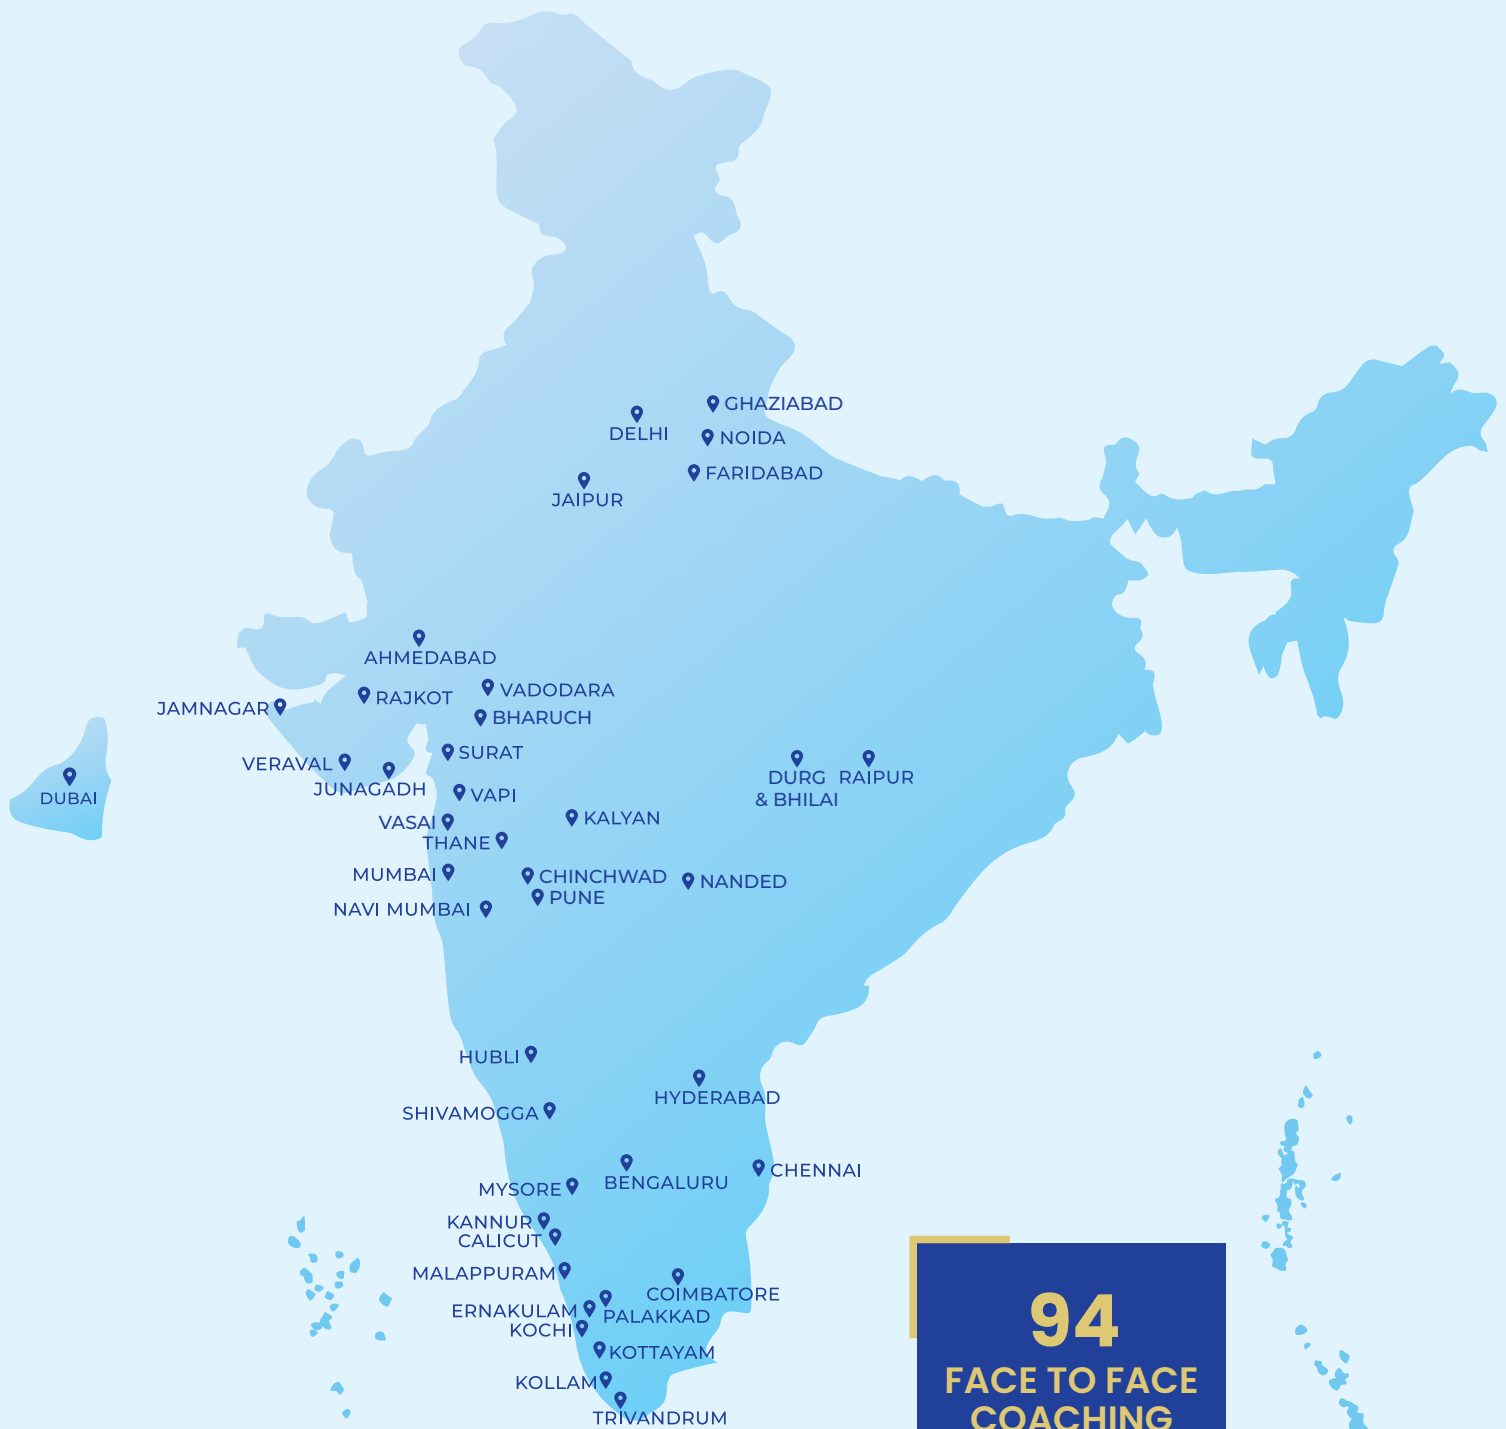 GHAZIABAD
DELHI
NOIDA
FARIDABAD
JAIPUR
AHMEDABAD
VADODARA
RAJKOT
JAMNAGAR
BHARUCH
SURAT
VERAVAL
JUNAGADH
DURG
& BHILAI
RAIPUR
DUBAI
VAPI
KALYAN
VASAI
THANE
MUMBAI
CHINCHWAD
NANDED
PUNE
NAVI MUMBAI
HUBLI
HYDERABAD
SHIVAMOGGA
CHENNAI
BENGALURU
MYSORE
KANNUR
CALICUT
MALAPPURAM
COIMBATORE
ERNAKULAM
PALAKKAD
KOCHI
KOTTAYAM
KOLLAM
TRIVANDRUM
94
FACE TO FACE
COACHING